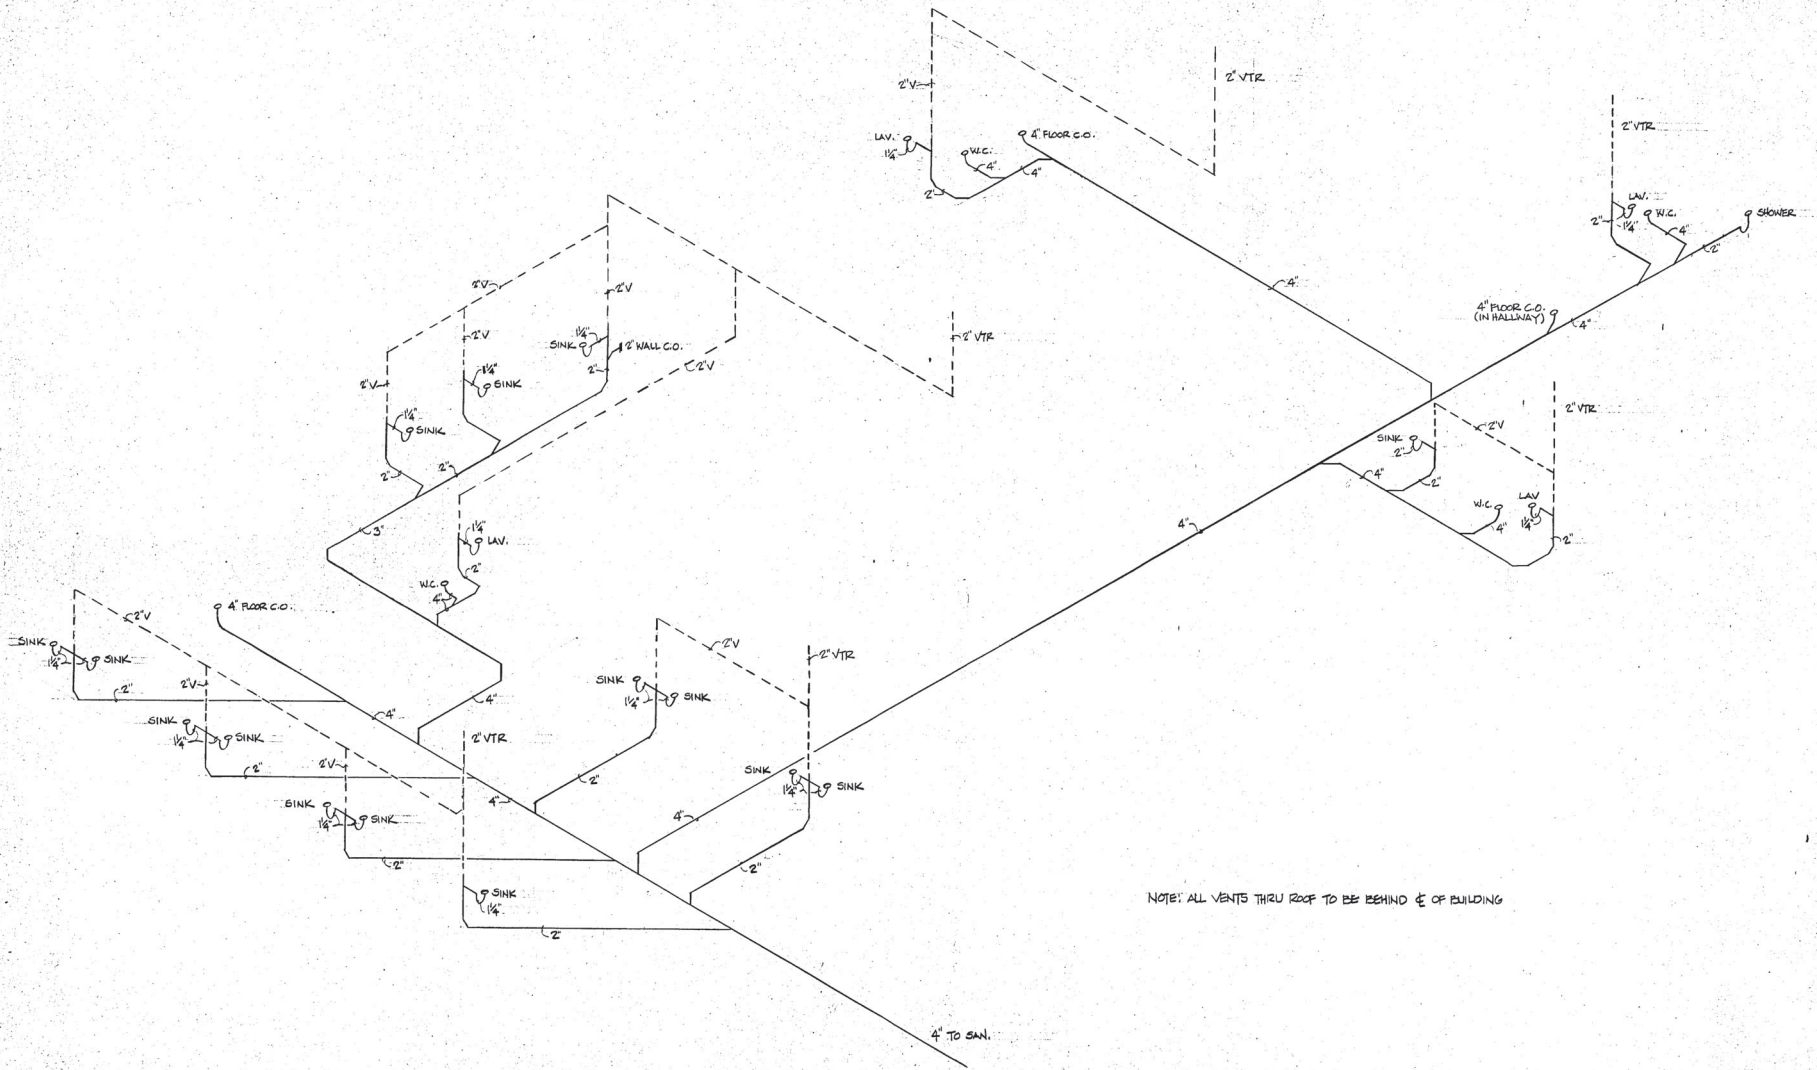 2" VTR
2"V
2" VTR
LAV.
4" FLOOR C.O.
1¼"
W.C.
4"
4"
2"
LAV.
W.C.
SHOWER
2"
1¼"
4"
2"
4"
2"V
2"V
4" FLOOR C.O.
(IN HALLWAY)
4"
2"V
1¼"
SINK
2" WALL C.O.
2" VTR
2"
2"V
2"V
1¼"
SINK
2" VTR
1¼"
SINK
2"V
SINK
2"
2"
2"
4"
2"
W.C.
LAV
1¼"
4"
2"
3"
1¼"
LAV.
4"
2"
W.C.
4"
4" FLOOR C.O.
2"V
SINK
1¼"
SINK
2"V
2" VTR
2"V
SINK
1¼"
SINK
2"
4"
4"
SINK
1¼"
SINK
2" VTR
2"V
2"
SINK
1¼"
SINK
2"
4"
SINK
1¼"
SINK
4"
2"
2"
SINK
1¼"
2"
NOTE: ALL VENTS THRU ROOF TO BE BEHIND ℄ OF BUILDING
4" TO SAN.